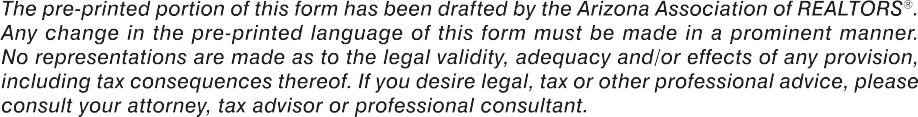 The pre-printed portion of this form has been drafted by the Arizona Association of REALTORS®.
Any change in the pre-printed language of this form must be made in a prominent manner.
No representations are made as to the legal validity, adequacy and/or effects of any provision,
including tax consequences thereof. If you desire legal, tax or other professional advice, please
consult your attorney, tax advisor or professional consultant.